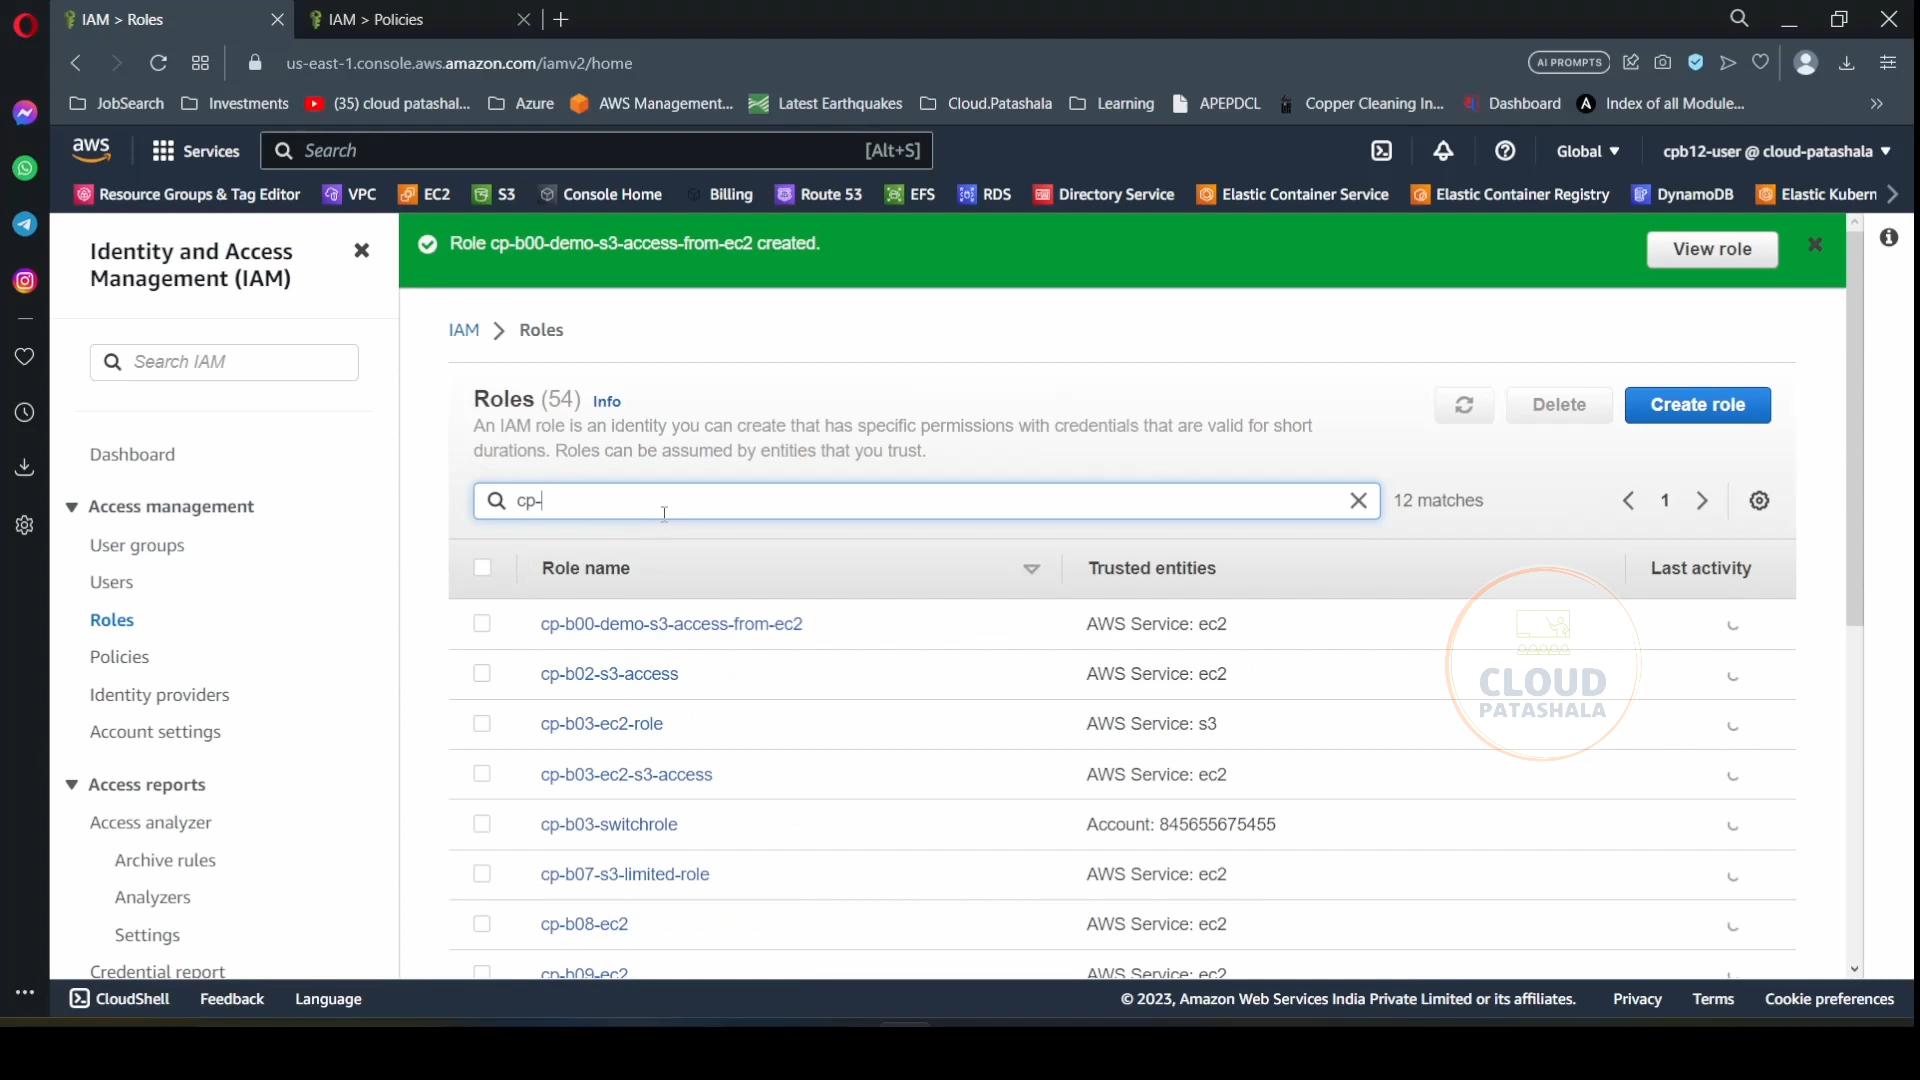 IAM > Roles
IAM > Policies
us-east-1.console.aws.amazon.com/iamv2/home
AI PROMPTS
JobSearch
Investments
(35) cloud patashal...
Azure
AWS Management...
Latest Earthquakes
Cloud.Patashala
Learning
APEPDCL
Copper Cleaning In...
Dashboard
Index of all Module...
aws
Services
Search
[Alt+S]
Global
cpb12-user @ cloud-patashala
Resource Groups & Tag Editor
VPC
EC2
S3
Console Home
Billing
Route 53
EFS
RDS
Directory Service
Elastic Container Service
Elastic Container Registry
DynamoDB
Elastic Kubern
Identity and Access
Management (IAM)
Search IAM
Dashboard
Access management
User groups
Users
Roles
Policies
Identity providers
Account settings
Access reports
Access analyzer
Archive rules
Analyzers
Settings
Credential report
Role cp-b00-demo-s3-access-from-ec2 created.
View role
IAM > Roles
Roles (54) Info
An IAM role is an identity you can create that has specific permissions with credentials that are valid for short
durations. Roles can be assumed by entities that you trust.
Delete
Create role
cp-
12 matches
1
Role name
Trusted entities
Last activity
cp-b00-demo-s3-access-from-ec2
AWS Service: ec2
cp-b02-s3-access
AWS Service: ec2
cp-b03-ec2-role
AWS Service: s3
cp-b03-ec2-s3-access
AWS Service: ec2
cp-b03-switchrole
Account: 845655675455
cp-b07-s3-limited-role
AWS Service: ec2
cp-b08-ec2
AWS Service: ec2
cp-b09-ec2
AWS Service: ec2
CLOUD
PATASHALA
CloudShell
Feedback
Language
© 2023, Amazon Web Services India Private Limited or its affiliates.
Privacy
Terms
Cookie preferences